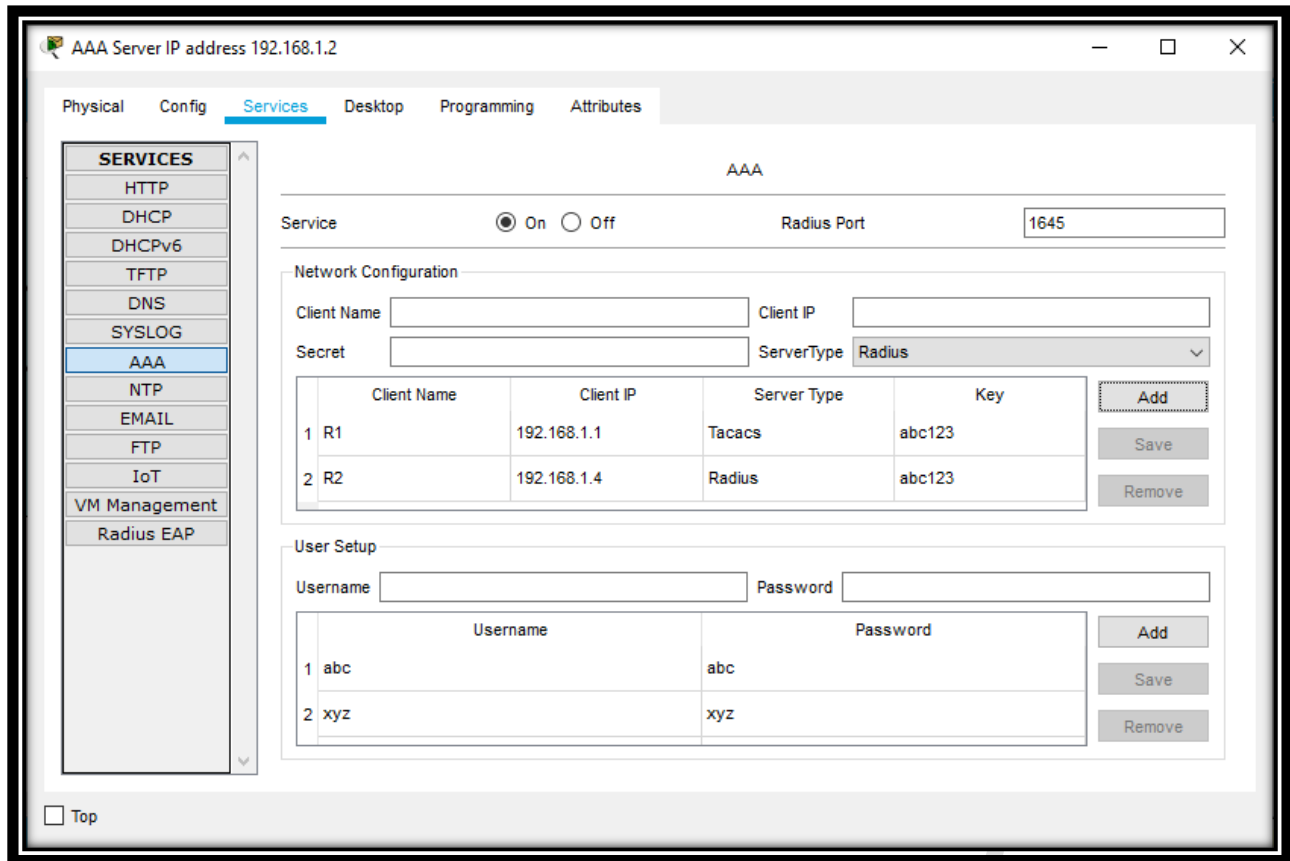 AAA Server IP address 192.168.1.2
Physical Config Services Desktop Programming Attributes
SERVICES
HTTP
DHCP
DHCPv6
TFTP
DNS
SYSLOG
AAA
NTP
EMAIL
FTP
IoT
VM Management
Radius EAP
AAA
Service On Off Radius Port 1645
Network Configuration
Client Name Client IP
Secret ServerType Radius
Client Name Client IP Server Type Key
1 R1 192.168.1.1 Tacacs abc123
2 R2 192.168.1.4 Radius abc123
Add
Save
Remove
User Setup
Username Password
Username Password
1 abc abc
2 xyz xyz
Add
Save
Remove
Top